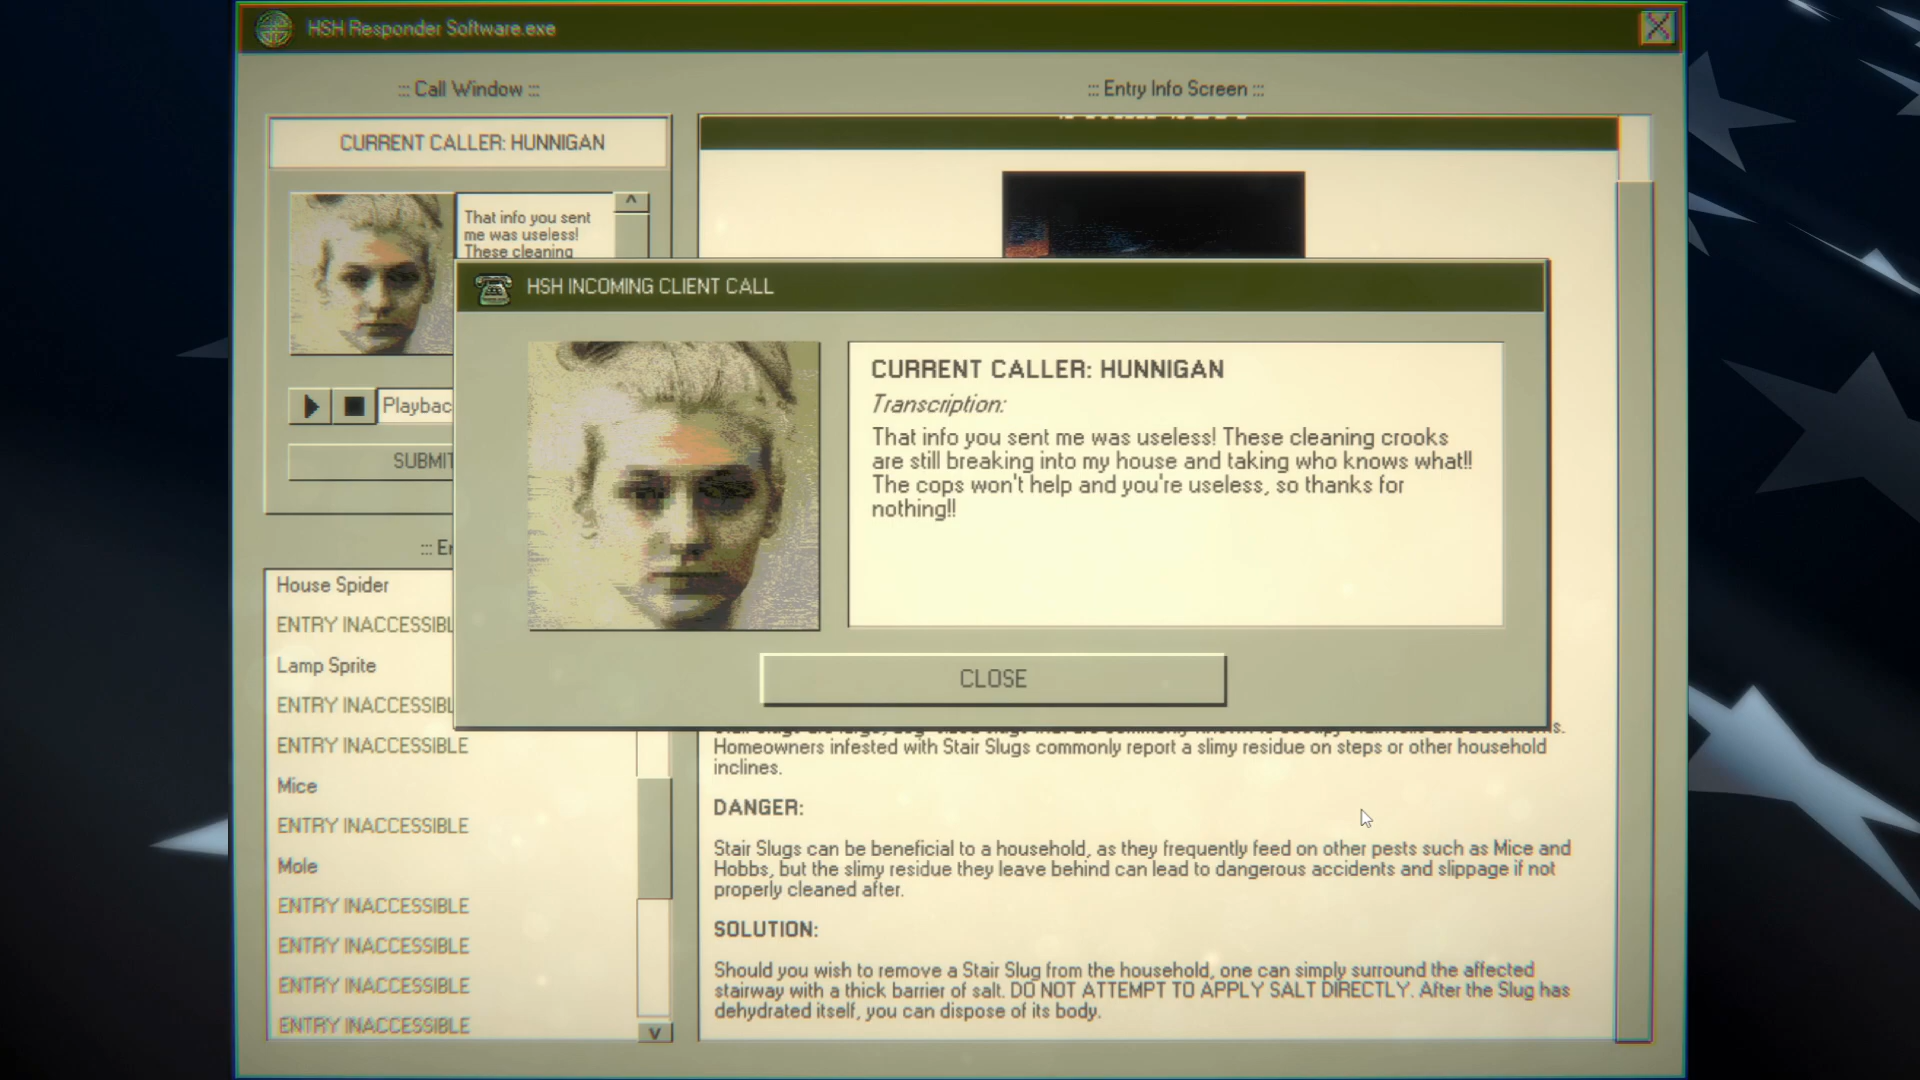 HSH Responder Software.exe
::: Call Window :::
::: Entry Info Screen :::
CURRENT CALLER: HUNNIGAN
That info you sent
me was useless!
These cleaning
HSH INCOMING CLIENT CALL
CURRENT CALLER: HUNNIGAN
Transcription:
That info you sent me was useless! These cleaning crooks
are still breaking into my house and taking who knows what!!
The cops won't help and you're useless, so thanks for
nothing!!
CLOSE
Playbac
SUBMIT
::: E
House Spider
ENTRY INACCESSIBL
Lamp Sprite
ENTRY INACCESSIBL
ENTRY INACCESSIBLE
Mice
ENTRY INACCESSIBLE
Mole
ENTRY INACCESSIBLE
ENTRY INACCESSIBLE
ENTRY INACCESSIBLE
ENTRY INACCESSIBLE
Homeowners infested with Stair Slugs commonly report a slimy residue on steps or other household
inclines.
DANGER:
Stair Slugs can be beneficial to a household, as they frequently feed on other pests such as Mice and
Hobbs, but the slimy residue they leave behind can lead to dangerous accidents and slippage if not
properly cleaned after.
SOLUTION:
Should you wish to remove a Stair Slug from the household, one can simply surround the affected
stairway with a thick barrier of salt. DO NOT ATTEMPT TO APPLY SALT DIRECTLY. After the Slug has
dehydrated itself, you can dispose of its body.